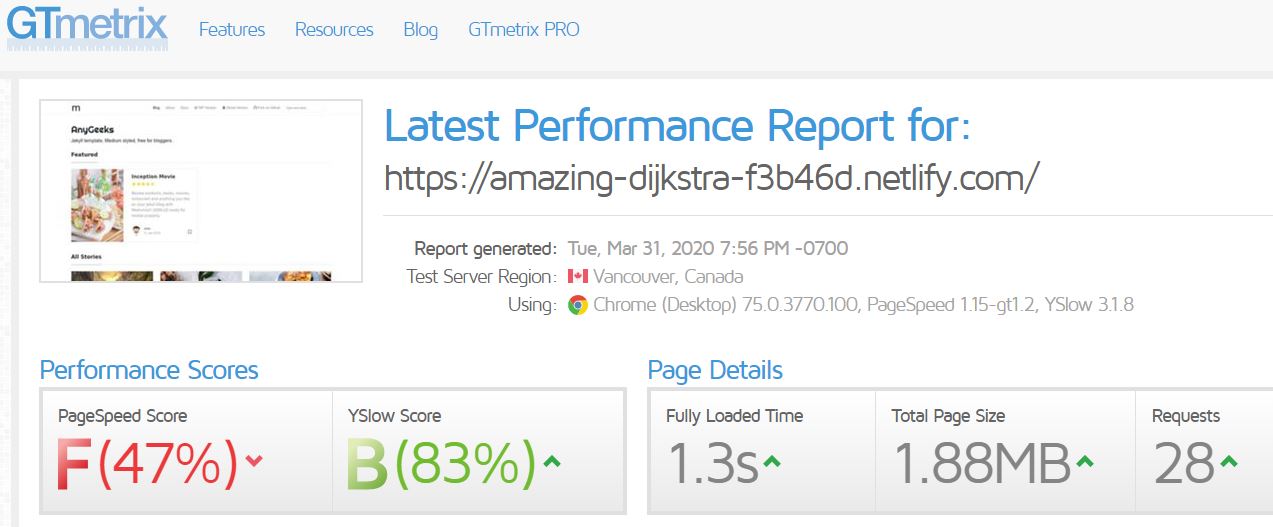 GTmetrix
Features Resources Blog GTmetrix PRO
m
AnyGeeks
Jekyll template. Medium styled, free for bloggers.
Featured
Inception Movie
All Stories
Latest Performance Report for:
https://amazing-dijkstra-f3b46d.netlify.com/
Report generated: Tue, Mar 31, 2020 7:56 PM -0700
Test Server Region: Vancouver, Canada
Using: Chrome (Desktop) 75.0.3770.100, PageSpeed 1.15-gt1.2, YSlow 3.1.8
Performance Scores
PageSpeed Score
F(47%)
YSlow Score
B(83%)
Page Details
Fully Loaded Time
1.3s
Total Page Size
1.88MB
Requests
28